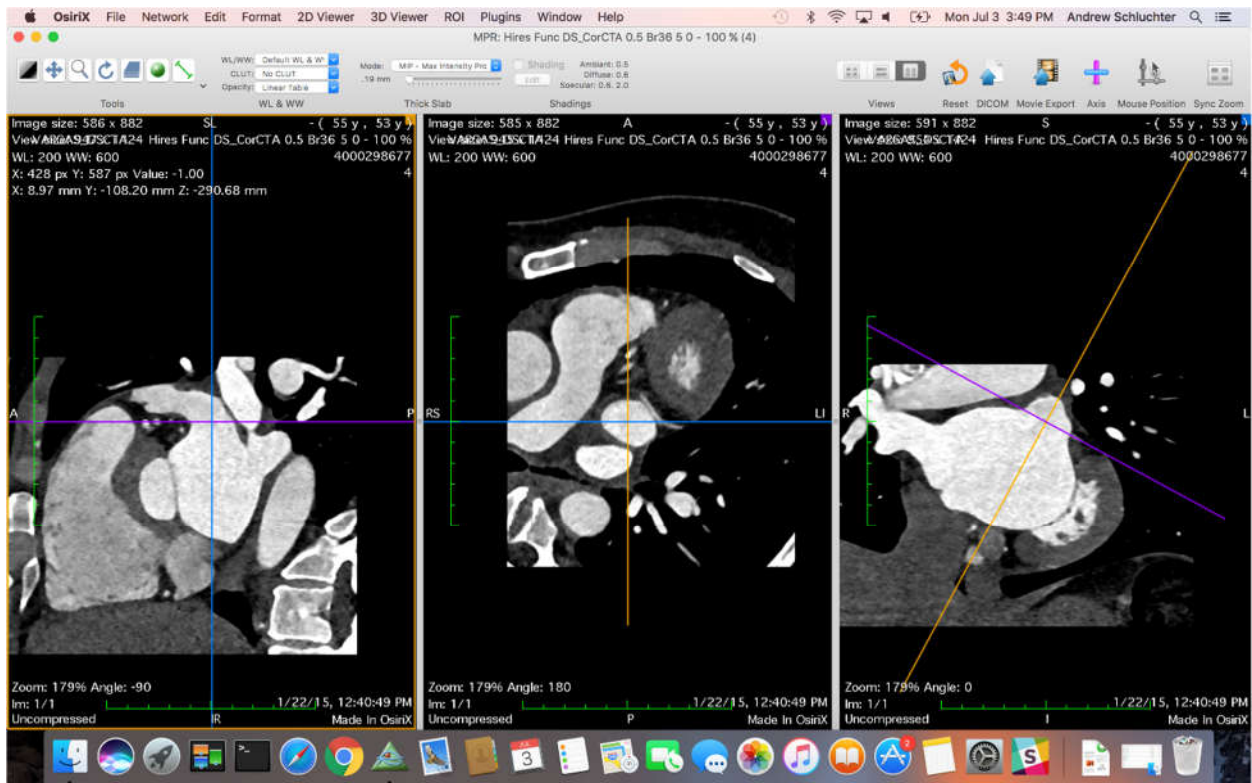 OsiriX File Network Edit Format 2D Viewer 3D Viewer ROI Plugins Window Help Mon Jul 3 3:49 PM Andrew Schluchter
MPR: Hires Func DS_CorCTA 0.5 Br36 5 0 - 100 % (4)
WL/WW: Default WL & W
CLUT: No CLUT
Opacity: Linear Table
Mode: MIP - Max Intensity Proj
.19 mm
Shading
Edit
Ambiant: 0.5
Diffuse: 0.6
Specular: 0.6, 2.0
Tools WL & WW Thick Slab Shadings Views Reset DICOM Movie Export Axis Mouse Position Sync Zoom
Image size: 586 x 882 SL - ( 55 y , 53 y )
Hires Func DS_CorCTA 0.5 Br36 5 0 - 100 %
WL: 200 WW: 600 4000298677
4
X: 428 px Y: 587 px Value: -1.00
X: 8.97 mm Y: -108.20 mm Z: -290.68 mm
A P
Zoom: 179% Angle: -90
Im: 1/1 1/22/15, 12:40:49 PM
Uncompressed IR Made In OsiriX
Image size: 585 x 882 A - ( 55 y , 53 y )
Hires Func DS_CorCTA 0.5 Br36 5 0 - 100 %
WL: 200 WW: 600 4000298677
4
RS LI
Zoom: 179% Angle: 180
Im: 1/1 1/22/15, 12:40:49 PM
Uncompressed P Made In OsiriX
Image size: 591 x 882 S - ( 55 y , 53 y )
Hires Func DS_CorCTA 0.5 Br36 5 0 - 100 %
WL: 200 WW: 600 4000298677
4
R L
Zoom: 179% Angle: 0
Im: 1/1 1/22/15, 12:40:49 PM
Uncompressed I Made In OsiriX
JUL
3
2